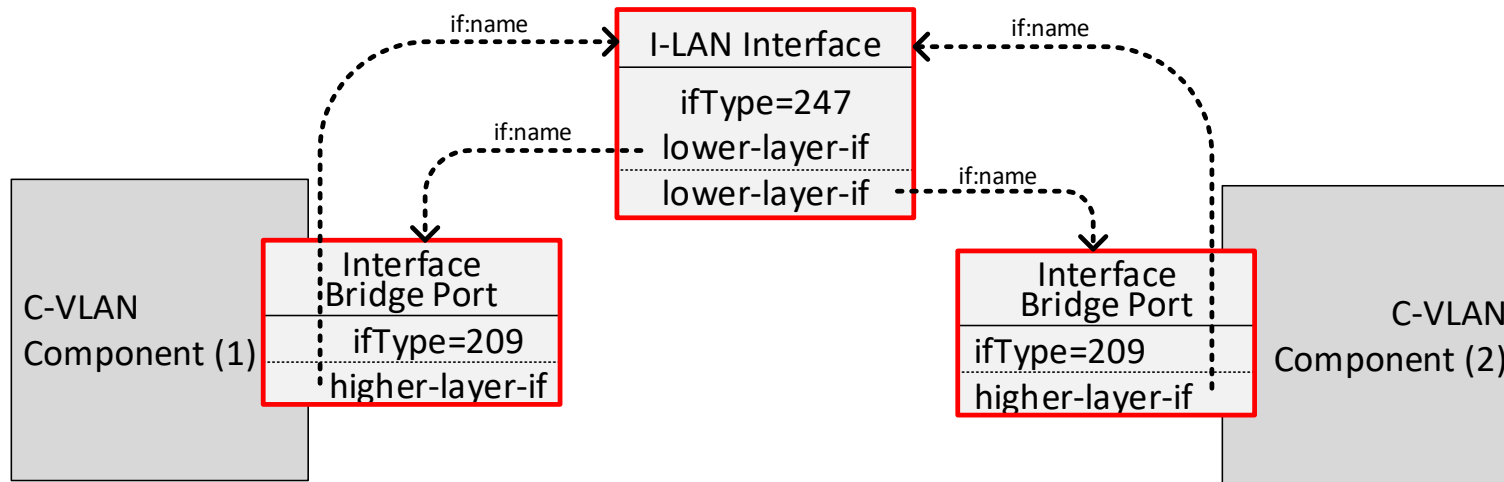 if:name
I-LAN Interface
if:name
ifType=247
if:name
lower-layer-if
lower-layer-if
if:name
C-VLAN
Component (1)
Interface
Bridge Port
ifType=209
higher-layer-if
Interface
Bridge Port
ifType=209
higher-layer-if
C-VLAN
Component (2)